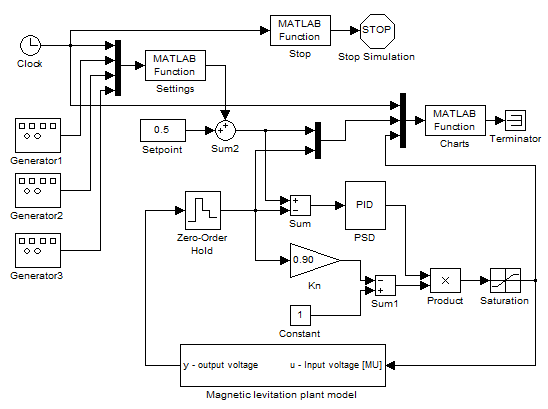 MATLAB
Function
Stop
STOP
Stop Simulation
Clock
MATLAB
Function
Settings
MATLAB
Function
Charts
Terminator
0.5
Setpoint
+
+
Sum2
Generator1
Generator2
Generator3
Zero-Order
Hold
+
−
Sum
PID
PSD
0.90
Kn
−
+
Sum1
×
Product
Saturation
1
Constant
y - output voltage
u - Input voltage [MU]
Magnetic levitation plant model